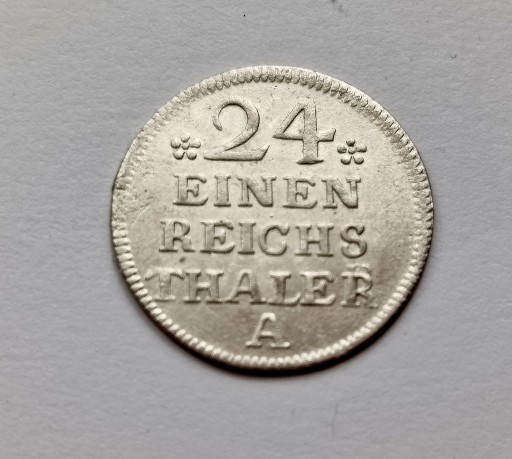 24
EINEN
REICHS
THALER
A